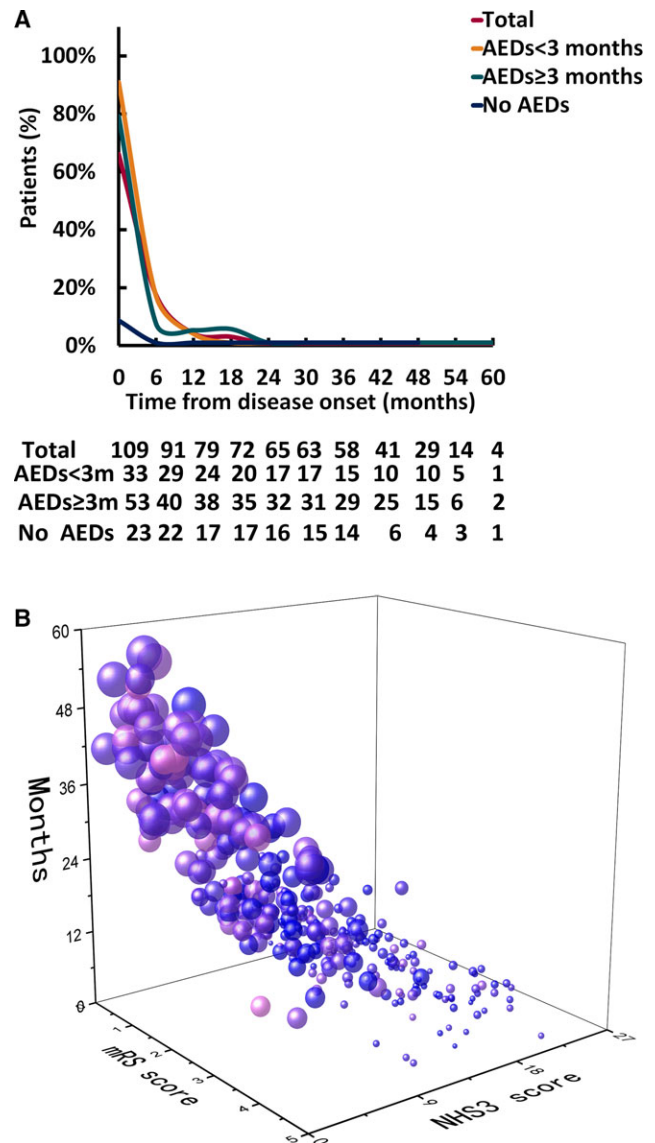 A
Total
AEDs<3 months
AEDs≥3 months
No AEDs
Patients (%)
100%
80%
60%
40%
20%
0%
0 6 12 18 24 30 36 42 48 54 60
Time from disease onset (months)
Total 109 91 79 72 65 63 58 41 29 14 4
AEDs<3m 33 29 24 20 17 17 15 10 10 5 1
AEDs≥3m 53 40 38 35 32 31 29 25 15 6 2
No AEDs 23 22 17 17 16 15 14 6 4 3 1
B
60
48
36
24
12
0
Months
1 2 3 4 5
mRS score
0 9 18 27
NHS3 score